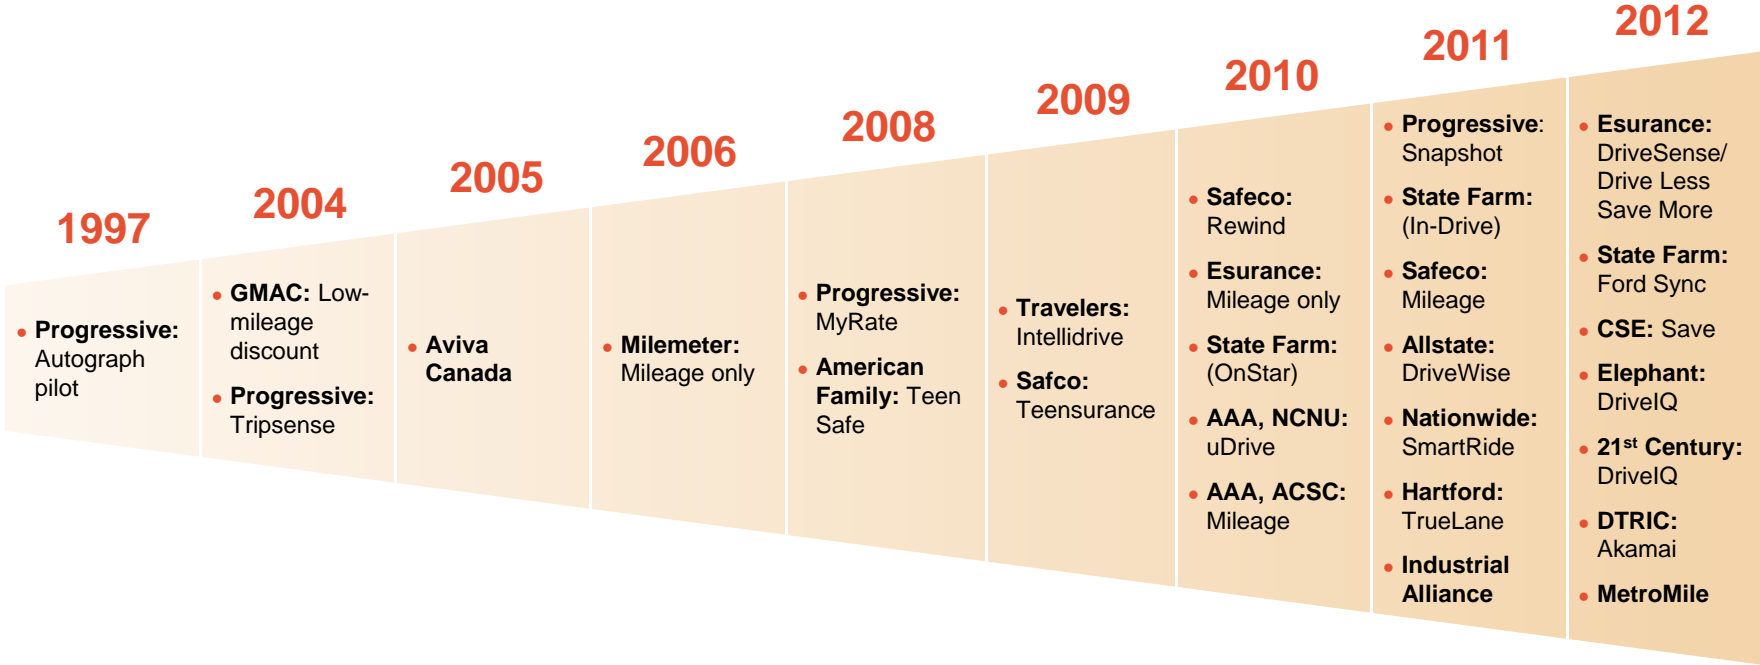 1997
• Progressive:
Autograph
pilot
2004
• GMAC: Low-
mileage
discount
• Progressive:
Tripsense
2005
• Aviva
Canada
2006
• Milemeter:
Mileage only
2008
• Progressive:
MyRate
• American
Family: Teen
Safe
2009
• Travelers:
Intellidrive
• Safco:
Teensurance
2010
• Safeco:
Rewind
• Esurance:
Mileage only
• State Farm:
(OnStar)
• AAA, NCNU:
uDrive
• AAA, ACSC:
Mileage
2011
• Progressive:
Snapshot
• State Farm:
(In-Drive)
• Safeco:
Mileage
• Allstate:
DriveWise
• Nationwide:
SmartRide
• Hartford:
TrueLane
• Industrial
Alliance
2012
• Esurance:
DriveSense/
Drive Less
Save More
• State Farm:
Ford Sync
• CSE: Save
• Elephant:
DriveIQ
• 21st Century:
DriveIQ
• DTRIC:
Akamai
• MetroMile